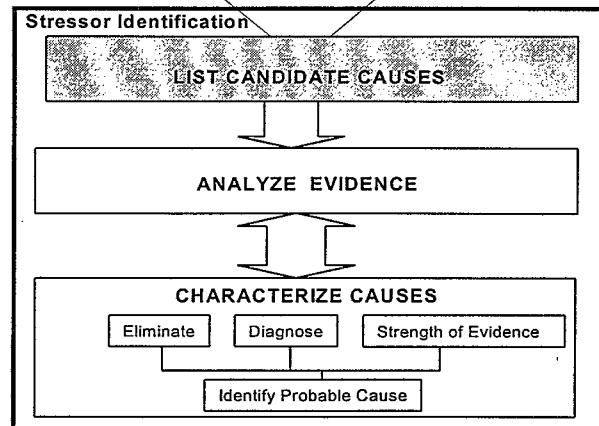 Stressor Identification
LIST CANDIDATE CAUSES
ANALYZE EVIDENCE
CHARACTERIZE CAUSES
Eliminate
Diagnose
Strength of Evidence
Identify Probable Cause